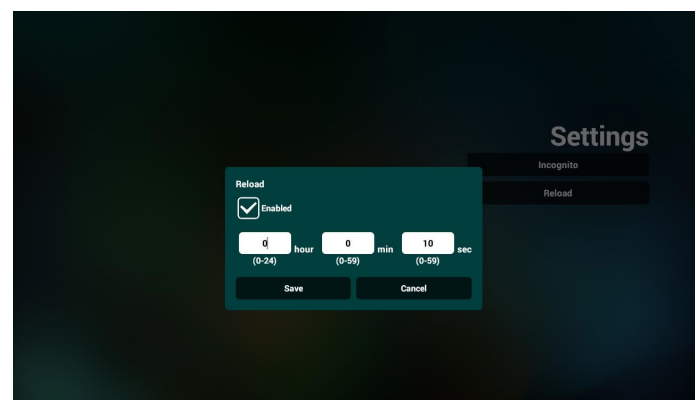 Settings
Incognito
Reload
Reload
Enabled
0 hour 0 min 10 sec
(0-24) (0-59) (0-59)
Save Cancel